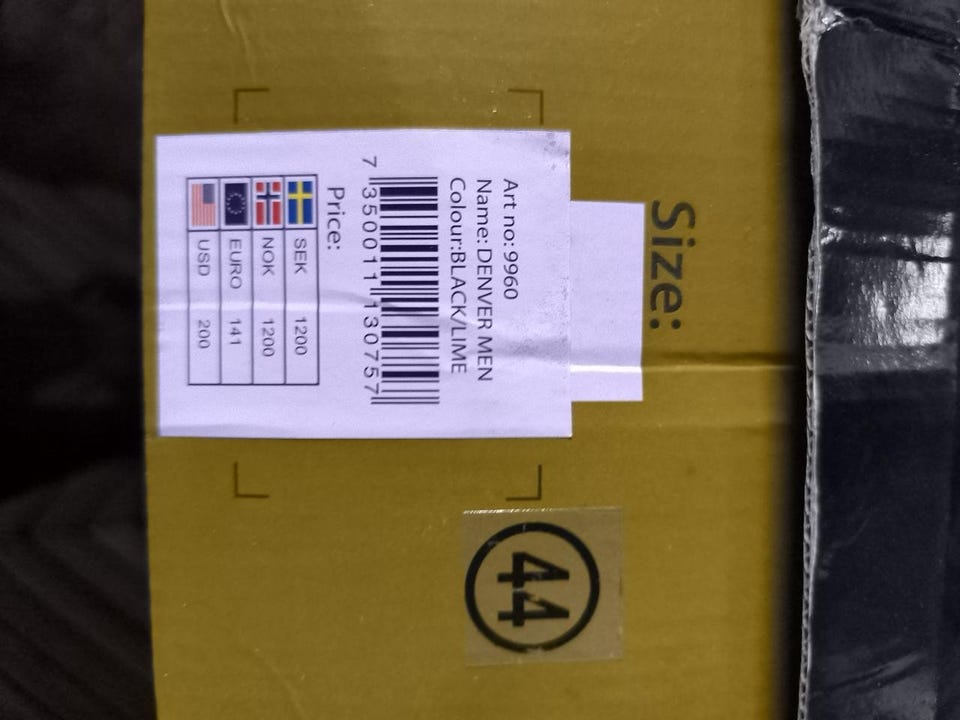 Size:
Art no: 9960
Name: DENVER MEN
Colour:BLACK/LIME
7 350011 130757
Price:
SEK 1200
NOK 1200
EURO 141
USD 200
44